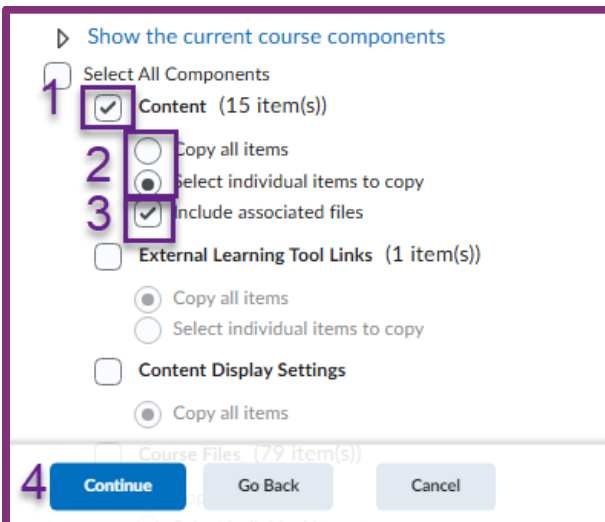 Show the current course components
Select All Components
1
Content (15 item(s))
2
Copy all items
Select individual items to copy
3
Include associated files
External Learning Tool Links (1 item(s))
Copy all items
Select individual items to copy
Content Display Settings
Copy all items
Course Files (79 item(s))
4
Continue Go Back Cancel